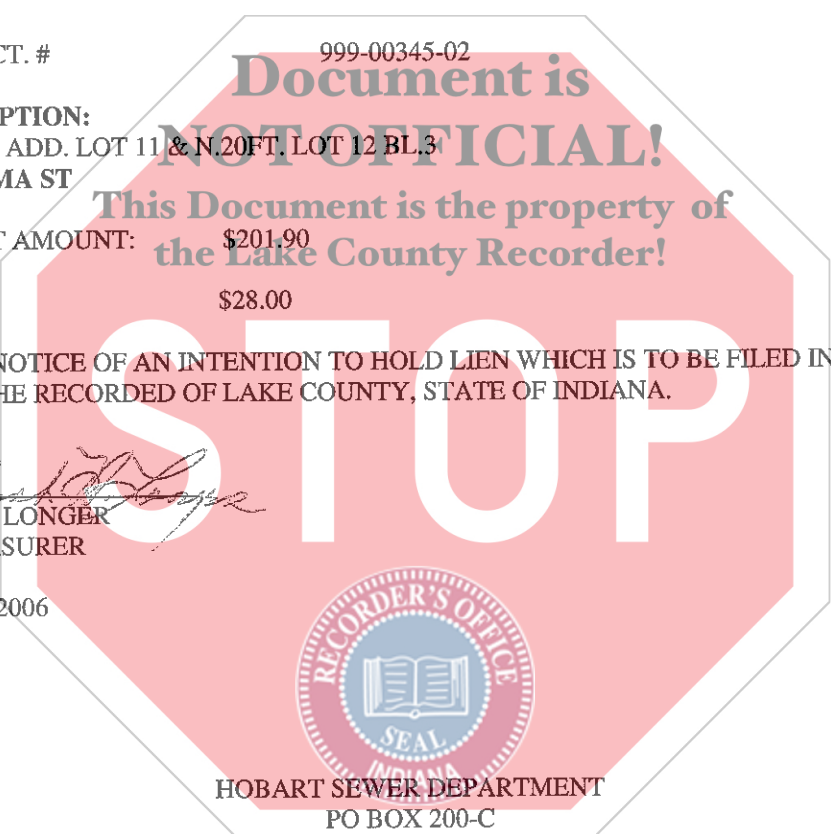 CT. # 999-00345-02
Document is
PTION:
ADD. LOT 11 & N.20FT. LOT 12 BL.3
NOT OFFICIAL!
MA ST
This Document is the property of
T AMOUNT: $201.90
the Lake County Recorder!
$28.00
NOTICE OF AN INTENTION TO HOLD LIEN WHICH IS TO BE FILED IN
HE RECORDED OF LAKE COUNTY, STATE OF INDIANA.
STOP
LONGER
SURER
2006
RECORDER'S OFFICE
SEAL
INDIANA
HOBART SEWER DEPARTMENT
PO BOX 200-C